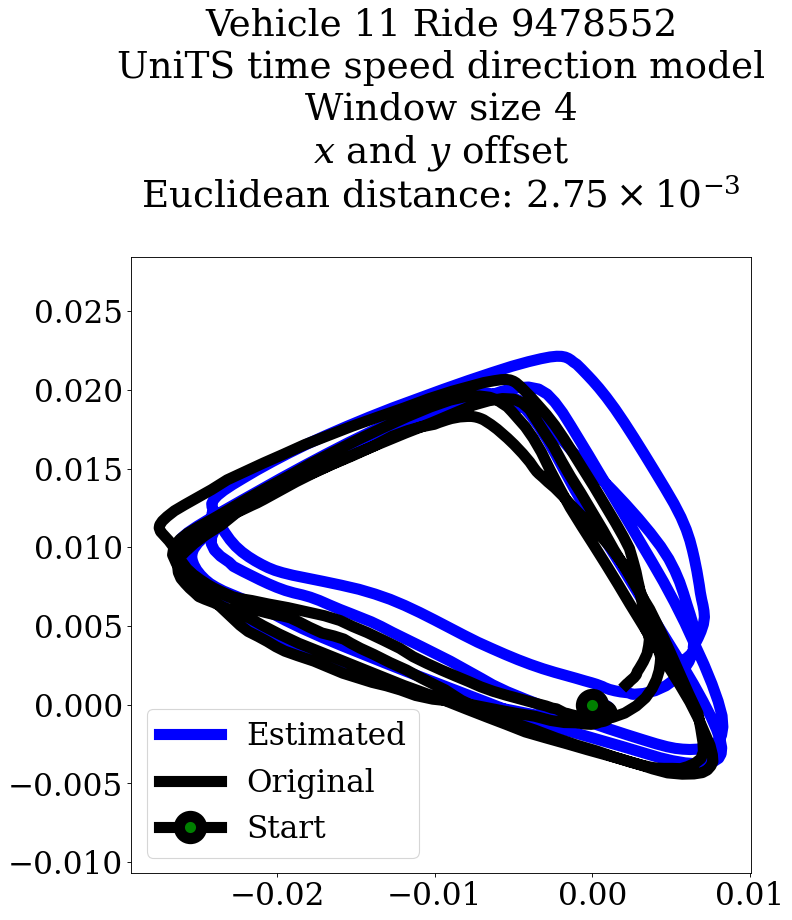 Vehicle 11 Ride 9478552
UniTS time speed direction model
Window size 4
x and y offset
Euclidean distance: 2.75 × 10⁻³
0.025
0.020
0.015
0.010
0.005
0.000
−0.005
−0.010
Estimated
Original
Start
−0.02 −0.01 0.00 0.01